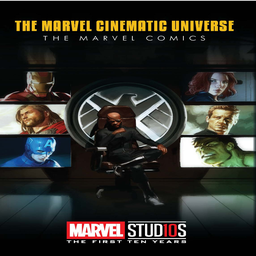 THE MARVEL CINEMATIC UNIVERSE
THE MARVEL COMICS
MARVEL STUDIOS
THE FIRST TEN YEARS